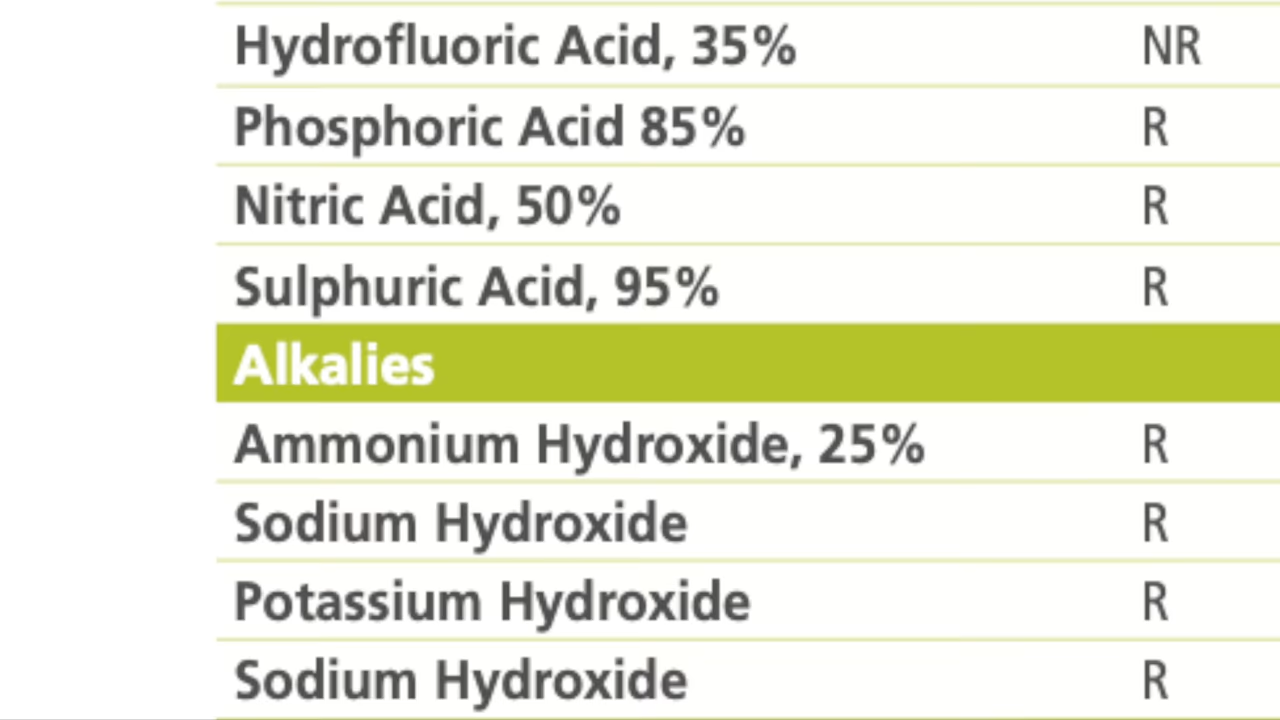 Hydrofluoric Acid, 35% NR
Phosphoric Acid 85% R
Nitric Acid, 50% R
Sulphuric Acid, 95% R
Alkalies
Ammonium Hydroxide, 25% R
Sodium Hydroxide R
Potassium Hydroxide R
Sodium Hydroxide R